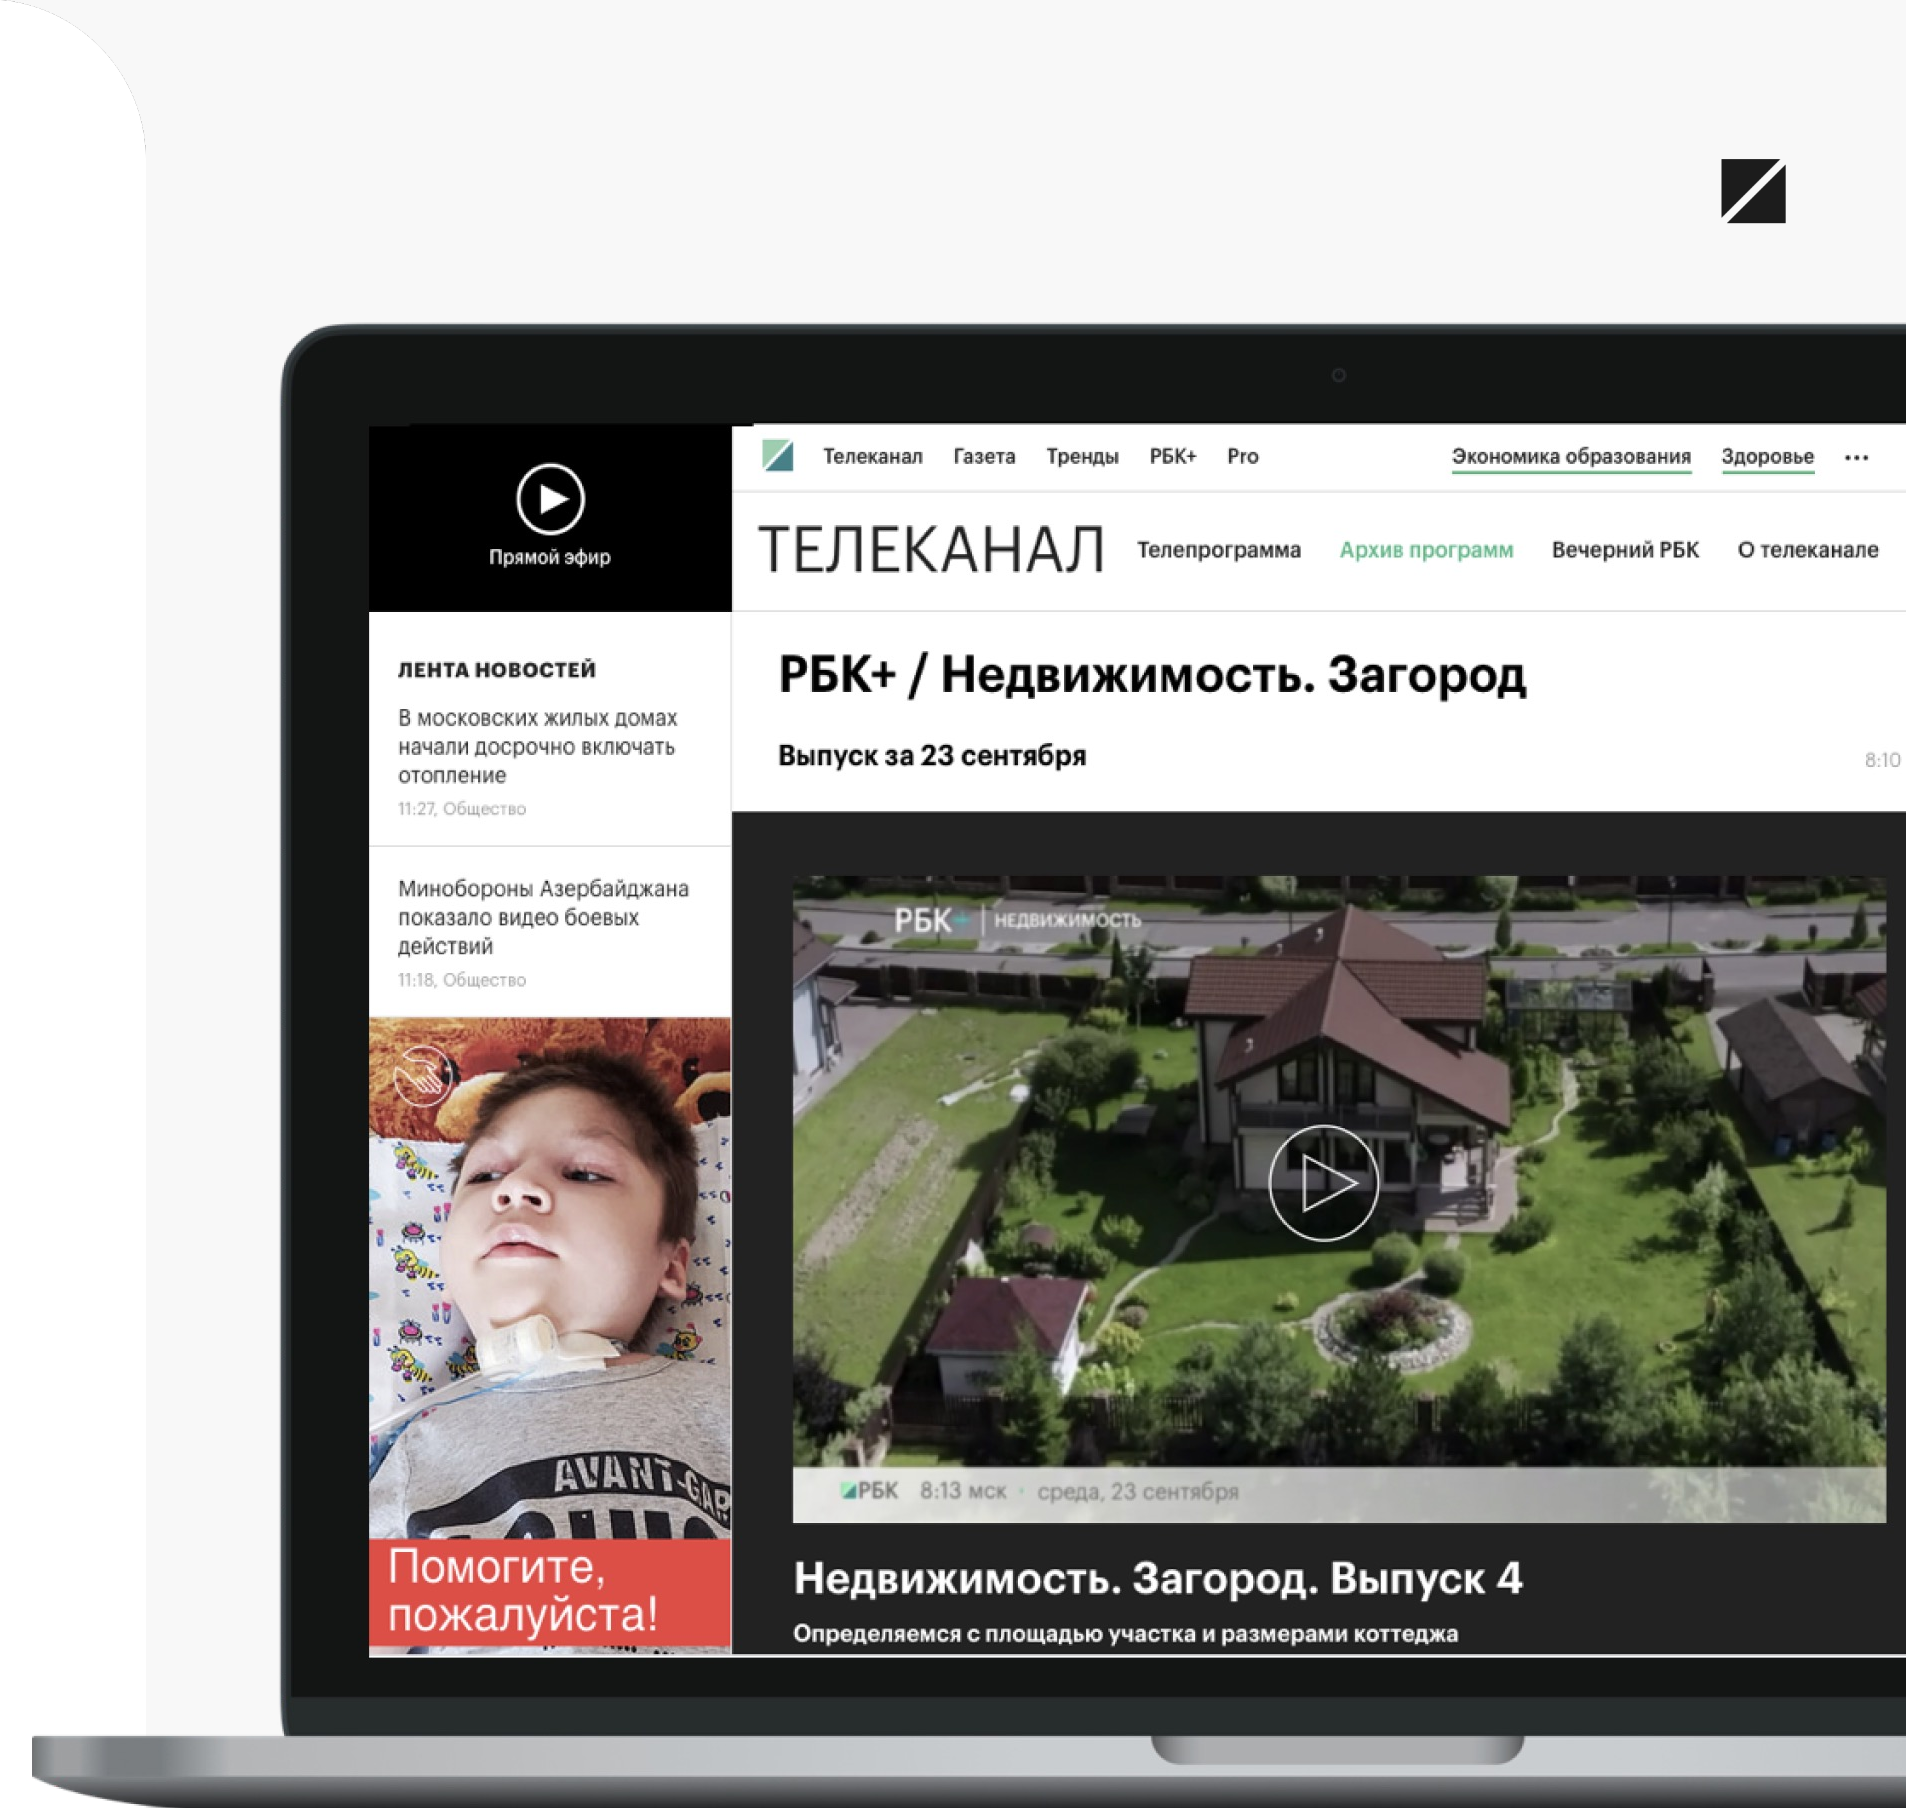 Прямой эфир
ЛЕНТА НОВОСТЕЙ
В московских жилых домах
начали досрочно включать
отопление
11:27, Общество
Минобороны Азербайджана
показало видео боевых
действий
11:18, Общество
AVANT-GAR
Помогите,
пожалуйста!
Телеканал Газета Тренды РБК+ Pro Экономика образования Здоровье ...
ТЕЛЕКАНАЛ Телепрограмма Архив программ Вечерний РБК О телеканале
РБК+ / Недвижимость. Загород
Выпуск за 23 сентября 8:10
РБК+ | НЕДВИЖИМОСТЬ
РБК 8:13 мск · среда, 23 сентября
Недвижимость. Загород. Выпуск 4
Определяемся с площадью участка и размерами коттеджа